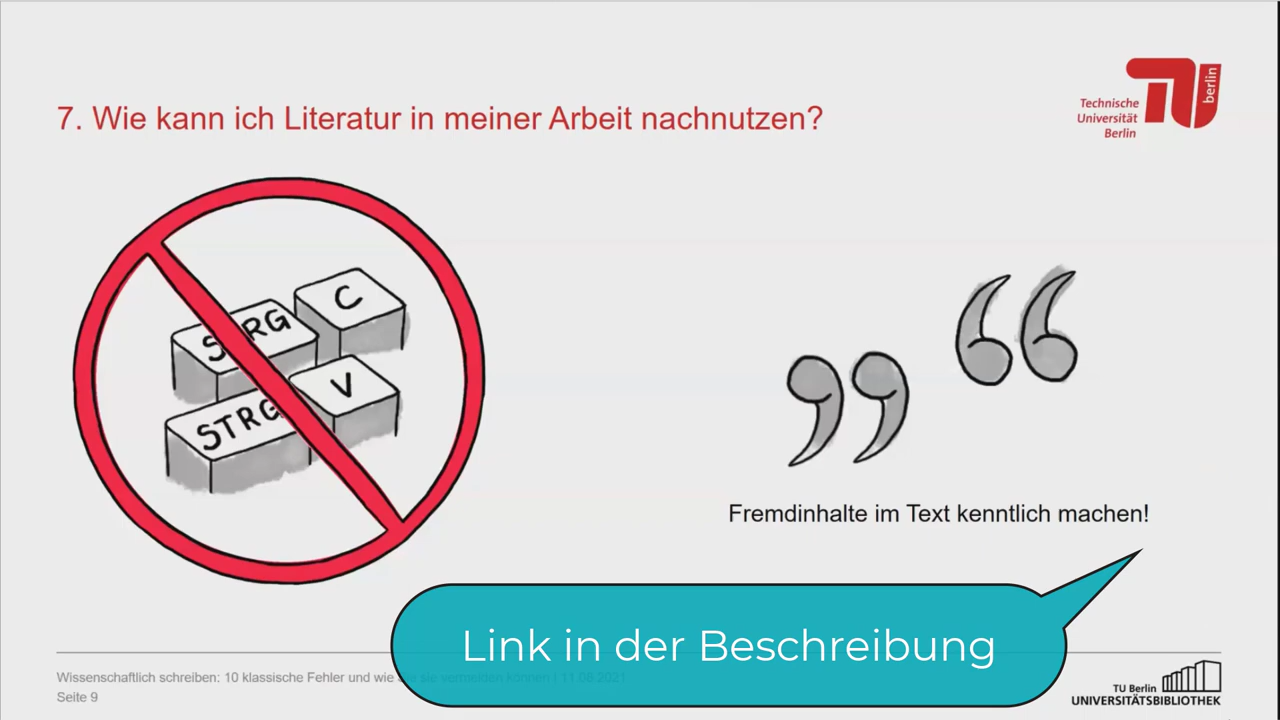 7. Wie kann ich Literatur in meiner Arbeit nachnutzen?
Technische
Universität
Berlin
berlin
STRG C
STRG V
„ “
Fremdinhalte im Text kenntlich machen!
Link in der Beschreibung
Wissenschaftlich schreiben: 10 klassische Fehler und wie Sie sie vermeiden können | 11.06.2021
Seite 9
TU Berlin
UNIVERSITÄTSBIBLIOTHEK